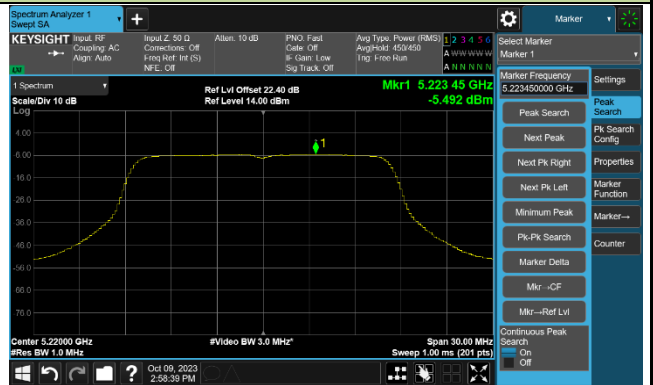 Spectrum Analyzer 1
Swept SA
Marker
KEYSIGHT
Input: RF
Coupling: AC
Align: Auto
Input Z: 50 Ω
Corrections: Off
Freq Ref: Int (S)
NFE: Off
Atten: 10 dB
PNO: Fast
Gate: Off
IF Gain: Low
Sig Track: Off
Avg Type: Power (RMS)
Avg|Hold: 450/450
Trig: Free Run
1 2 3 4 5 6
A W W W W W
A N N N N N
LXI
Select Marker
Marker 1
1 Spectrum
Scale/Div 10 dB
Ref Lvl Offset 22.40 dB
Ref Level 14.00 dBm
Mkr1 5.223 45 GHz
-5.492 dBm
Log
4.00
-6.00
-16.0
-26.0
-36.0
-46.0
-56.0
-66.0
-76.0
1
Center 5.22000 GHz
#Res BW 1.0 MHz
#Video BW 3.0 MHz*
Span 30.00 MHz
Sweep 1.00 ms (201 pts)
Marker Frequency
5.223450000 GHz
Peak Search
Next Peak
Next Pk Right
Next Pk Left
Minimum Peak
Pk-Pk Search
Marker Delta
Mkr→CF
Mkr→Ref Lvl
Continuous Peak
Search
On
Off
Settings
Peak
Search
Pk Search
Config
Properties
Marker
Function
Marker→
Counter
?
Oct 09, 2023
2:58:39 PM